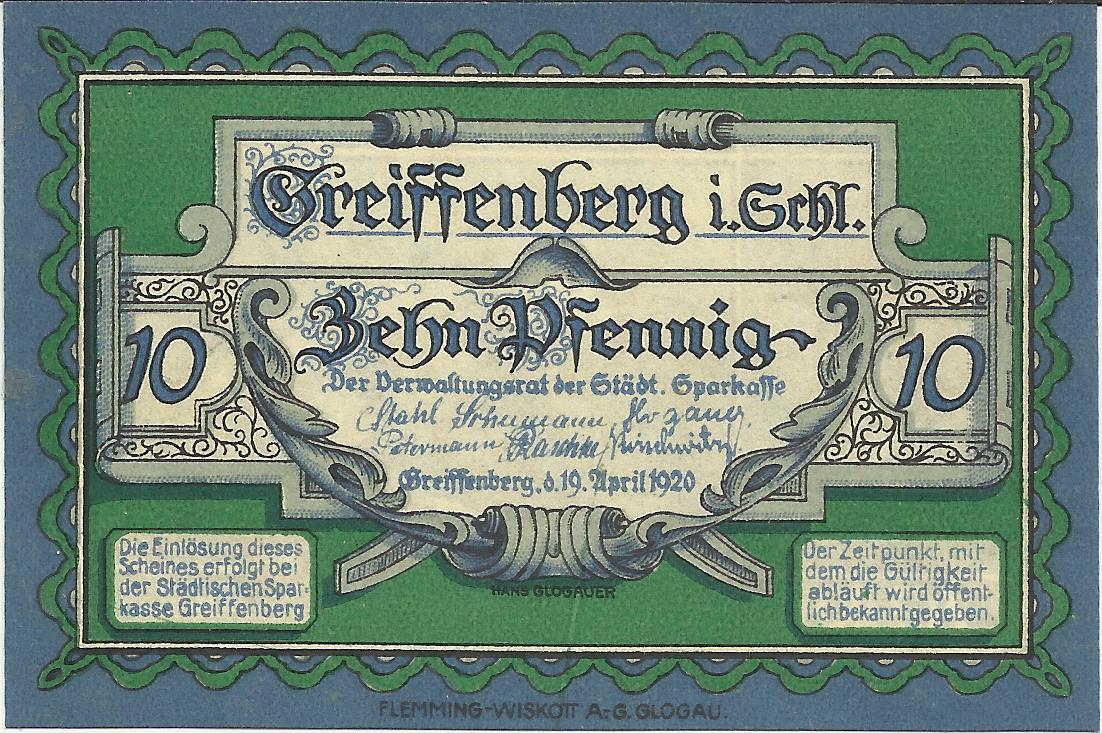 Greiffenberg i. Schl.
Zehn Pfennig
10
10
Der Verwaltungsrat der Städt. Sparkasse
Stahl Schumann
Petermann
Greiffenberg, d. 19. April 1920
Die Einlösung dieses
Scheines erfolgt bei
der Städtischen Spar-
kasse Greiffenberg
Der Zeitpunkt, mit
dem die Gültigkeit
abläuft wird öffent-
lich bekannt gegeben.
HANS GLOGAUER
FLEMMING-WISKOTT A.-G. GLOGAU.